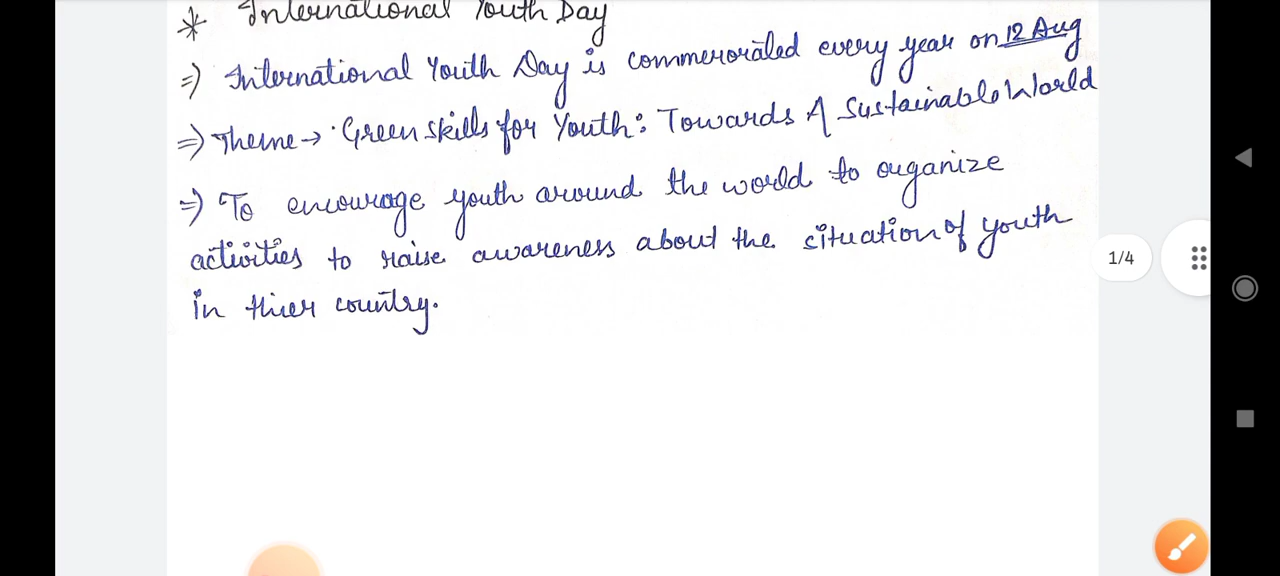 * International Youth Day
⇒ International Youth Day is commemorated every year on 12 Aug
⇒ Theme → Green skills for Youth: Towards A Sustainable World
⇒ To encourage youth around the world to organize
activities to raise awareness about the situation of youth
in thier country.
1/4